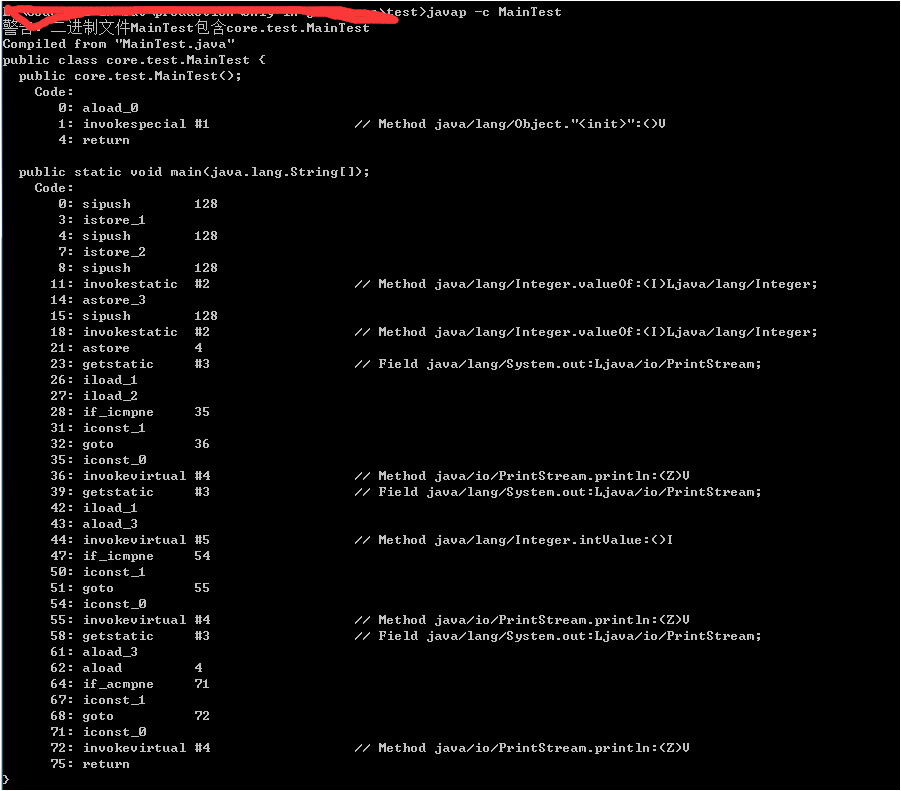 test>javap -c MainTest
警告: 二进制文件MainTest包含core.test.MainTest
Compiled from "MainTest.java"
public class core.test.MainTest {
  public core.test.MainTest();
    Code:
       0: aload_0
       1: invokespecial #1                  // Method java/lang/Object."<init>":()V
       4: return
  public static void main(java.lang.String[]);
    Code:
       0: sipush        128
       3: istore_1
       4: sipush        128
       7: istore_2
       8: sipush        128
      11: invokestatic  #2                  // Method java/lang/Integer.valueOf:(I)Ljava/lang/Integer;
      14: astore_3
      15: sipush        128
      18: invokestatic  #2                  // Method java/lang/Integer.valueOf:(I)Ljava/lang/Integer;
      21: astore        4
      23: getstatic     #3                  // Field java/lang/System.out:Ljava/io/PrintStream;
      26: iload_1
      27: iload_2
      28: if_icmpne     35
      31: iconst_1
      32: goto          36
      35: iconst_0
      36: invokevirtual #4                  // Method java/io/PrintStream.println:(Z)V
      39: getstatic     #3                  // Field java/lang/System.out:Ljava/io/PrintStream;
      42: iload_1
      43: aload_3
      44: invokevirtual #5                  // Method java/lang/Integer.intValue:()I
      47: if_icmpne     54
      50: iconst_1
      51: goto          55
      54: iconst_0
      55: invokevirtual #4                  // Method java/io/PrintStream.println:(Z)V
      58: getstatic     #3                  // Field java/lang/System.out:Ljava/io/PrintStream;
      61: aload_3
      62: aload         4
      64: if_acmpne     71
      67: iconst_1
      68: goto          72
      71: iconst_0
      72: invokevirtual #4                  // Method java/io/PrintStream.println:(Z)V
      75: return
}